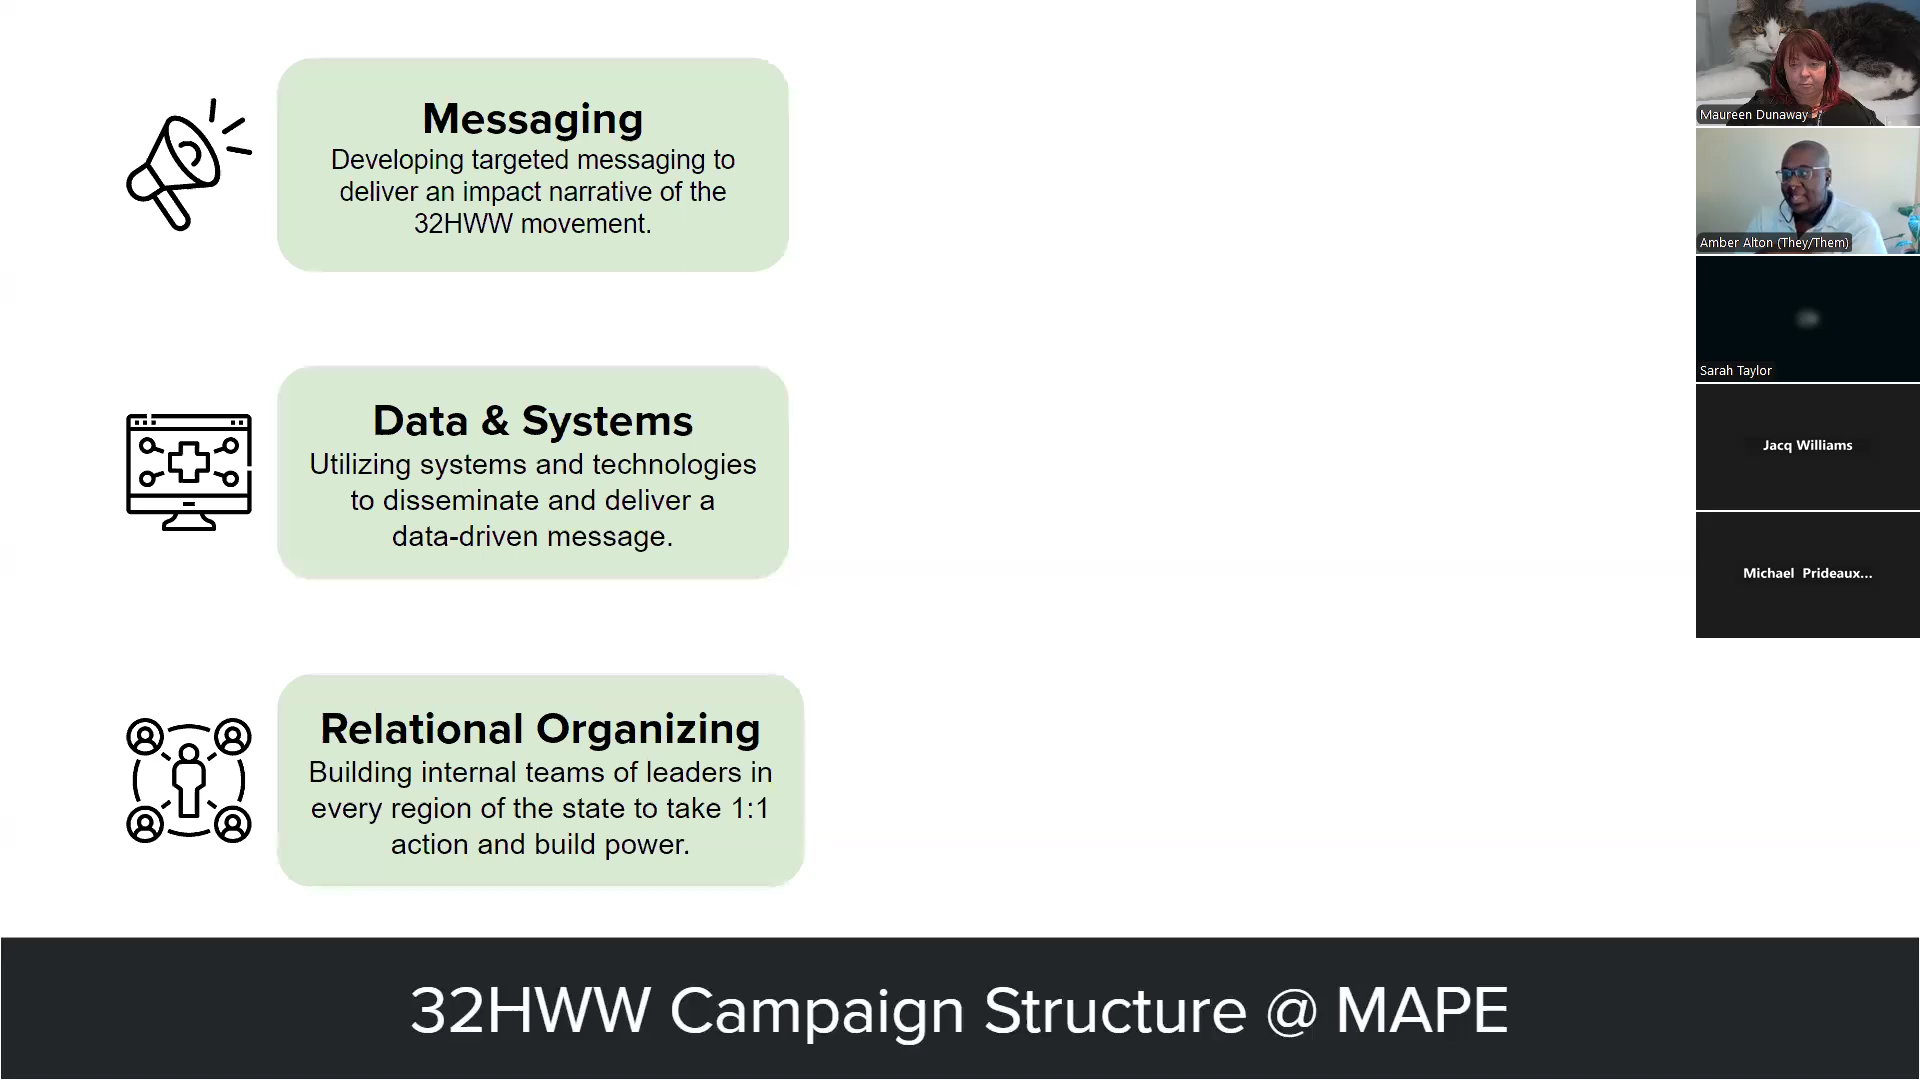 Messaging
Developing targeted messaging to
deliver an impact narrative of the
32HWW movement.
Data & Systems
Utilizing systems and technologies
to disseminate and deliver a
data-driven message.
Relational Organizing
Building internal teams of leaders in
every region of the state to take 1:1
action and build power.
32HWW Campaign Structure @ MAPE
Maureen Dunaway
Amber Alton (They/Them)
Sarah Taylor
Jacq Williams
Michael Prideaux...